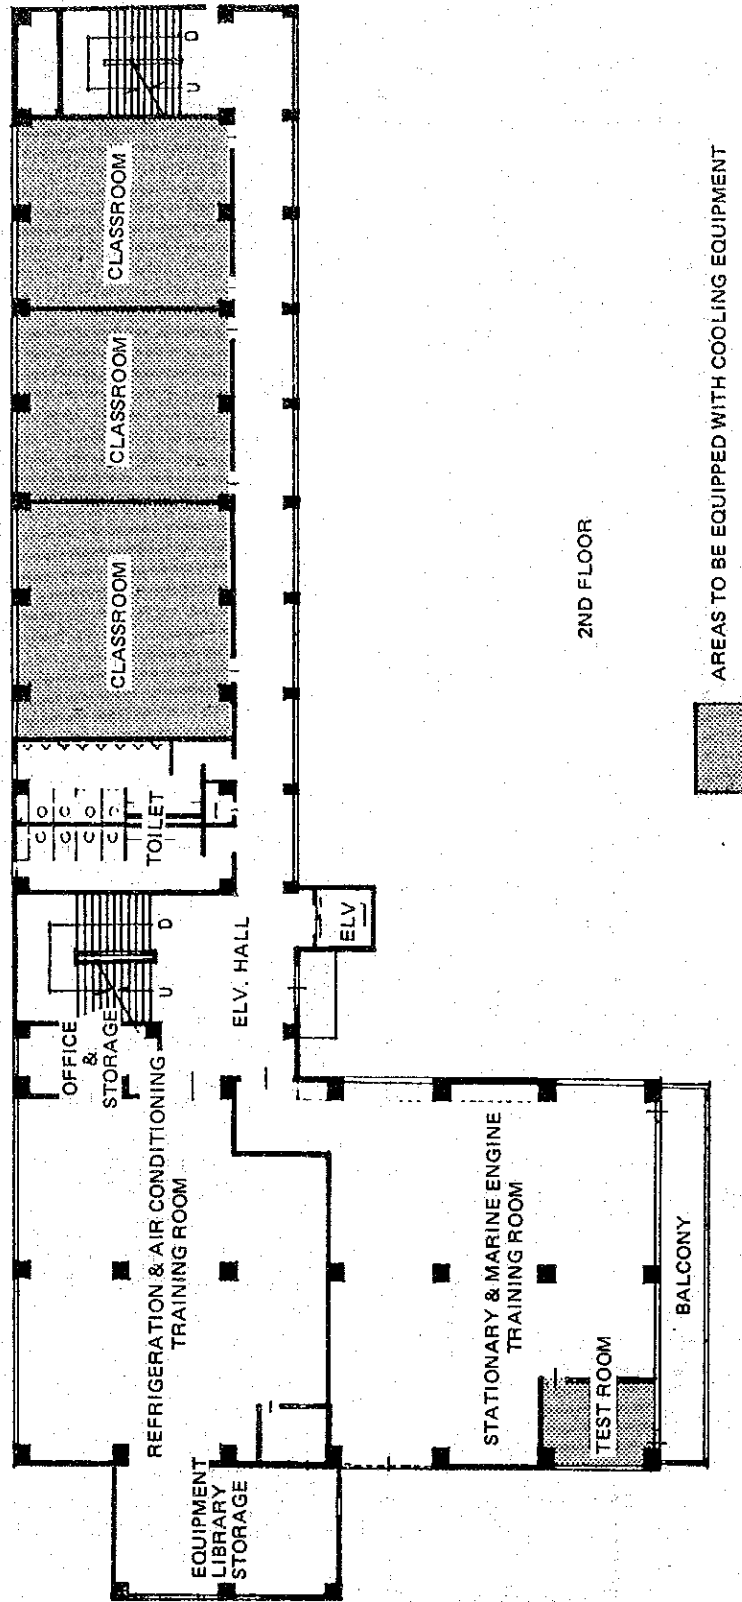 EQUIPMENT
LIBRARY
STORAGE
REFRIGERATION & AIR CONDITIONING
TRAINING ROOM
OFFICE
&
STORAGE
U
D
TOILET
CLASSROOM
CLASSROOM
CLASSROOM
U
D
ELV. HALL
ELV
STATIONARY & MARINE ENGINE
TRAINING ROOM
TEST ROOM
BALCONY
2ND FLOOR
AREAS TO BE EQUIPPED WITH COOLING EQUIPMENT